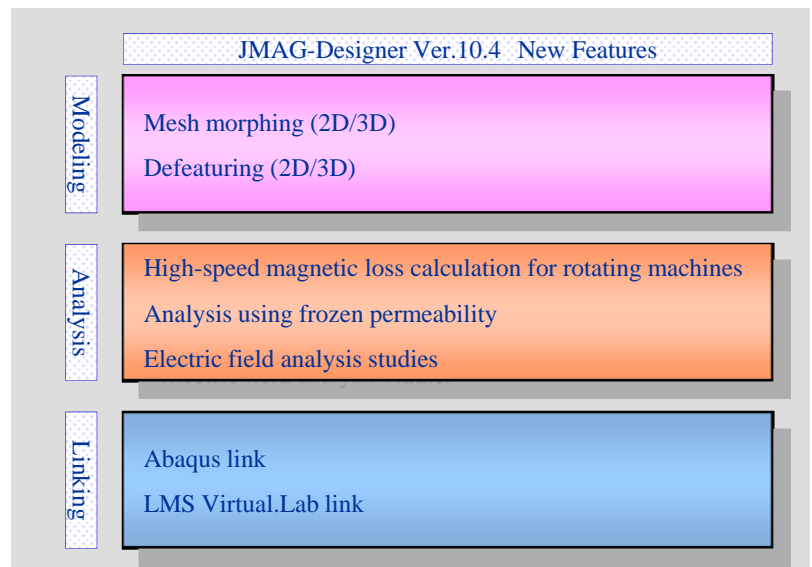 JMAG-Designer Ver.10.4 New Features
Modeling
Mesh morphing (2D/3D)
Defeaturing (2D/3D)
Analysis
High-speed magnetic loss calculation for rotating machines
Analysis using frozen permeability
Electric field analysis studies
Linking
Abaqus link
LMS Virtual.Lab link